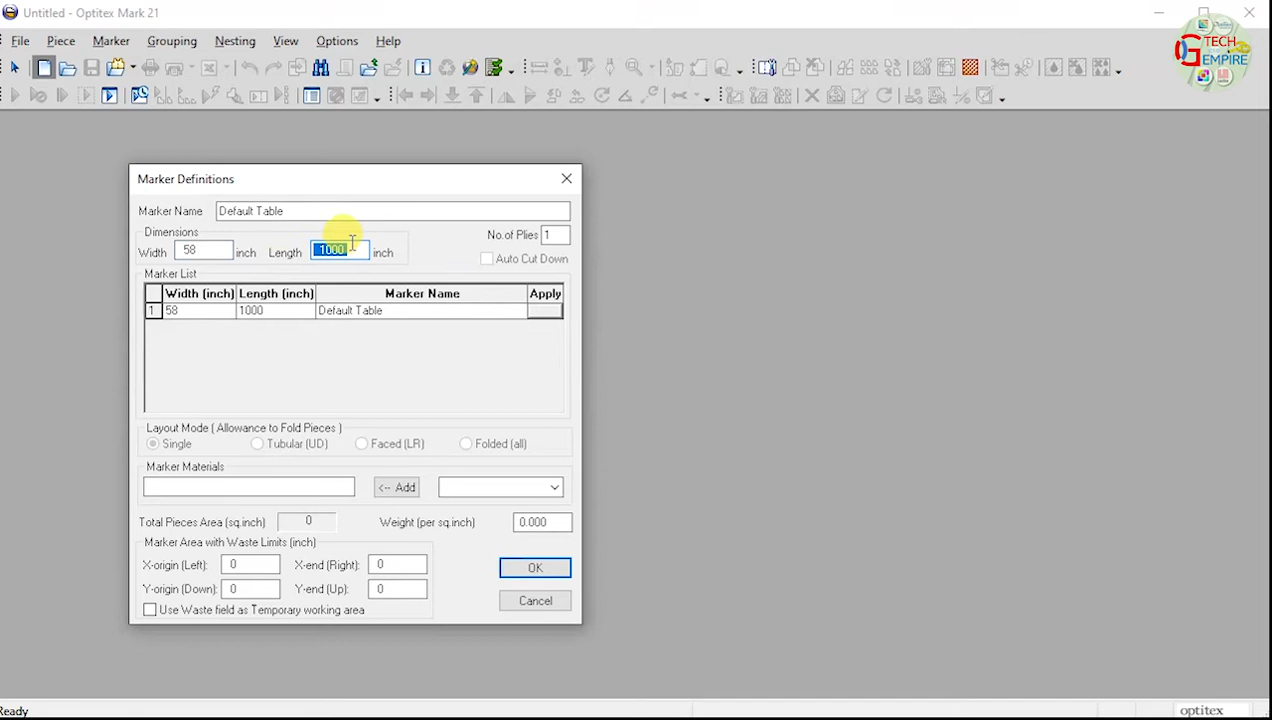 Untitled - Optitex Mark 21
File Piece Marker Grouping Nesting View Options Help
TECH
EMPIRE
Marker Definitions
Marker Name Default Table
Dimensions
Width 58 inch Length 1000 inch
No.of Plies 1
Auto Cut Down
Marker List
Width (inch) Length (inch) Marker Name Apply
1 58 1000 Default Table
Layout Mode ( Allowance to Fold Pieces )
Single Tubular (UD) Faced (LR) Folded (all)
Marker Materials
<-- Add
Total Pieces Area (sq.inch) 0 Weight (per sq.inch) 0.000
Marker Area with Waste Limits (inch)
X-origin (Left): 0 X-end (Right): 0
Y-origin (Down): 0 Y-end (Up): 0
Use Waste field as Temporary working area
OK
Cancel
Ready
optitex